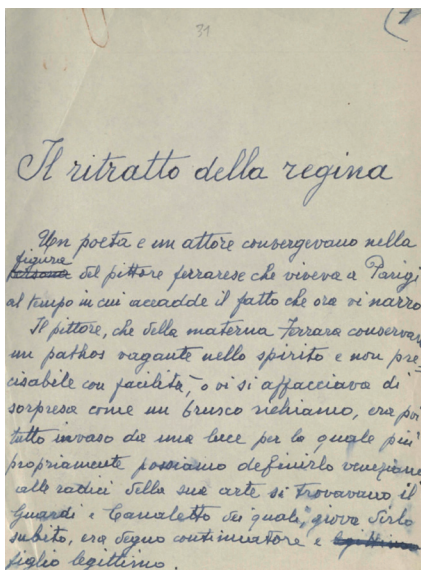 31
1
Il ritratto della regina
Un poeta e un attore convergevano nella
figura
persona del pittore ferrarese che viveva a Parigi
al tempo in cui accadde il fatto che ora vi narro
Il pittore, che della materna Ferrara conservava
un pathos vagante nello spirito e non pre-
cisabile con facilità, o vi si affacciava di
sorpresa come un brusco richiamo, era poi
tutto invaso da una luce per la quale più
propriamente possiamo definirlo veneziano
alle radici della sua arte si trovavano il
Guardi e Canaletto dei quali, giova dirlo
subito, era degno continuatore e legittimo
figlio legittimo.